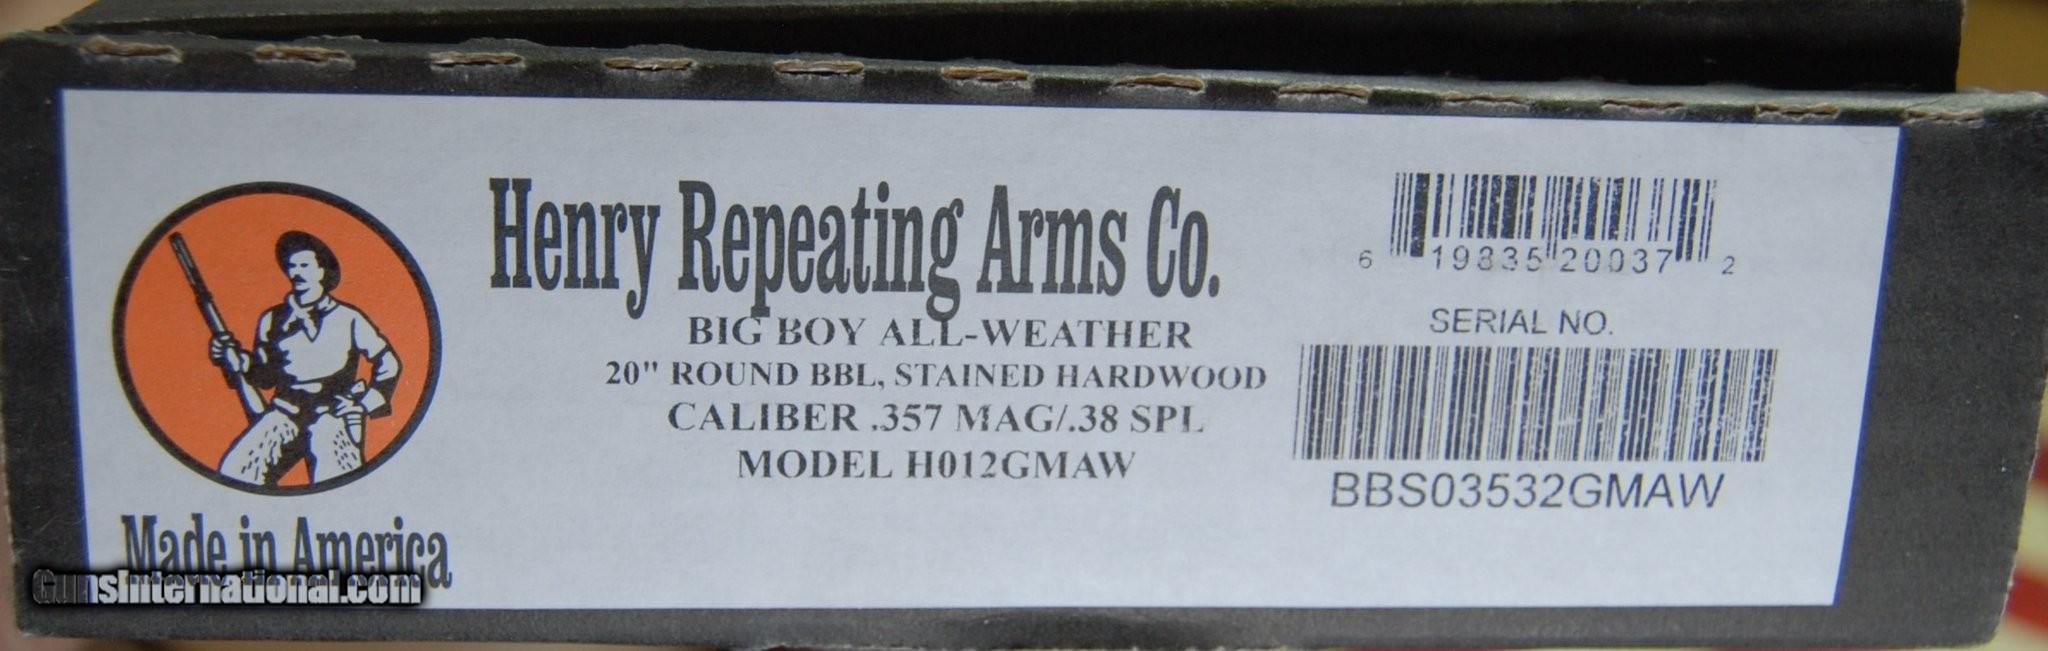 Henry Repeating Arms Co.
BIG BOY ALL-WEATHER
20" ROUND BBL, STAINED HARDWOOD
CALIBER .357 MAG/.38 SPL
MODEL H012GMAW
6 19835 20037 2
SERIAL NO.
BBS03532GMAW
Made in America
GunsInternational.com